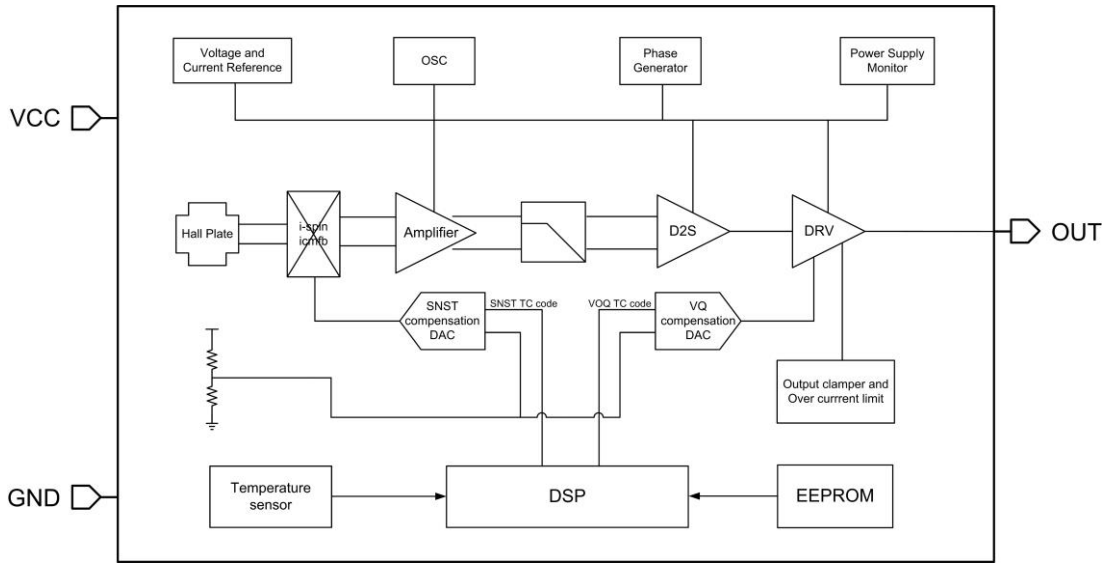 Voltage and
Current Reference
OSC
Phase
Generator
Power Supply
Monitor
VCC
Hall Plate
i-spin
icmfb
Amplifier
D2S
DRV
OUT
SNST
compensation
DAC
SNST TC code
VOQ TC code
VQ
compensation
DAC
Output clamper and
Over currrent limit
GND
Temperature
sensor
DSP
EEPROM